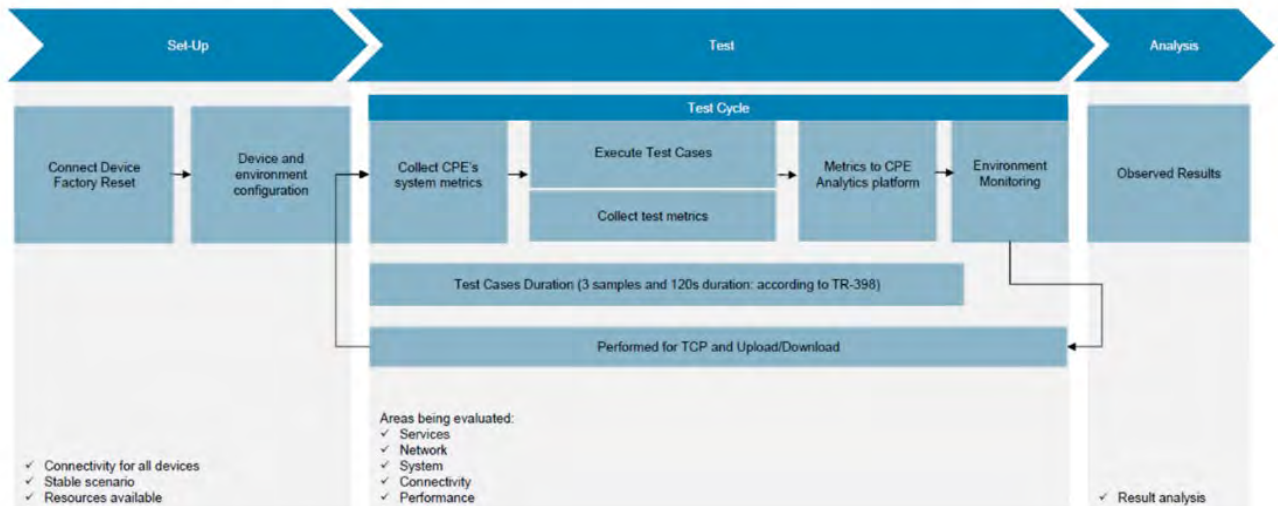 Set-Up
Test
Analysis
Test Cycle
Connect Device
Factory Reset
Device and
environment
configuration
Collect CPE's
system metrics
Execute Test Cases
Collect test metrics
Metrics to CPE
Analytics platform
Environment
Monitoring
Observed Results
Test Cases Duration (3 samples and 120s duration: according to TR-398)
Performed for TCP and Upload/Download
✓ Connectivity for all devices
✓ Stable scenario
✓ Resources available
Areas being evaluated:
✓ Services
✓ Network
✓ System
✓ Connectivity
✓ Performance
✓ Result analysis